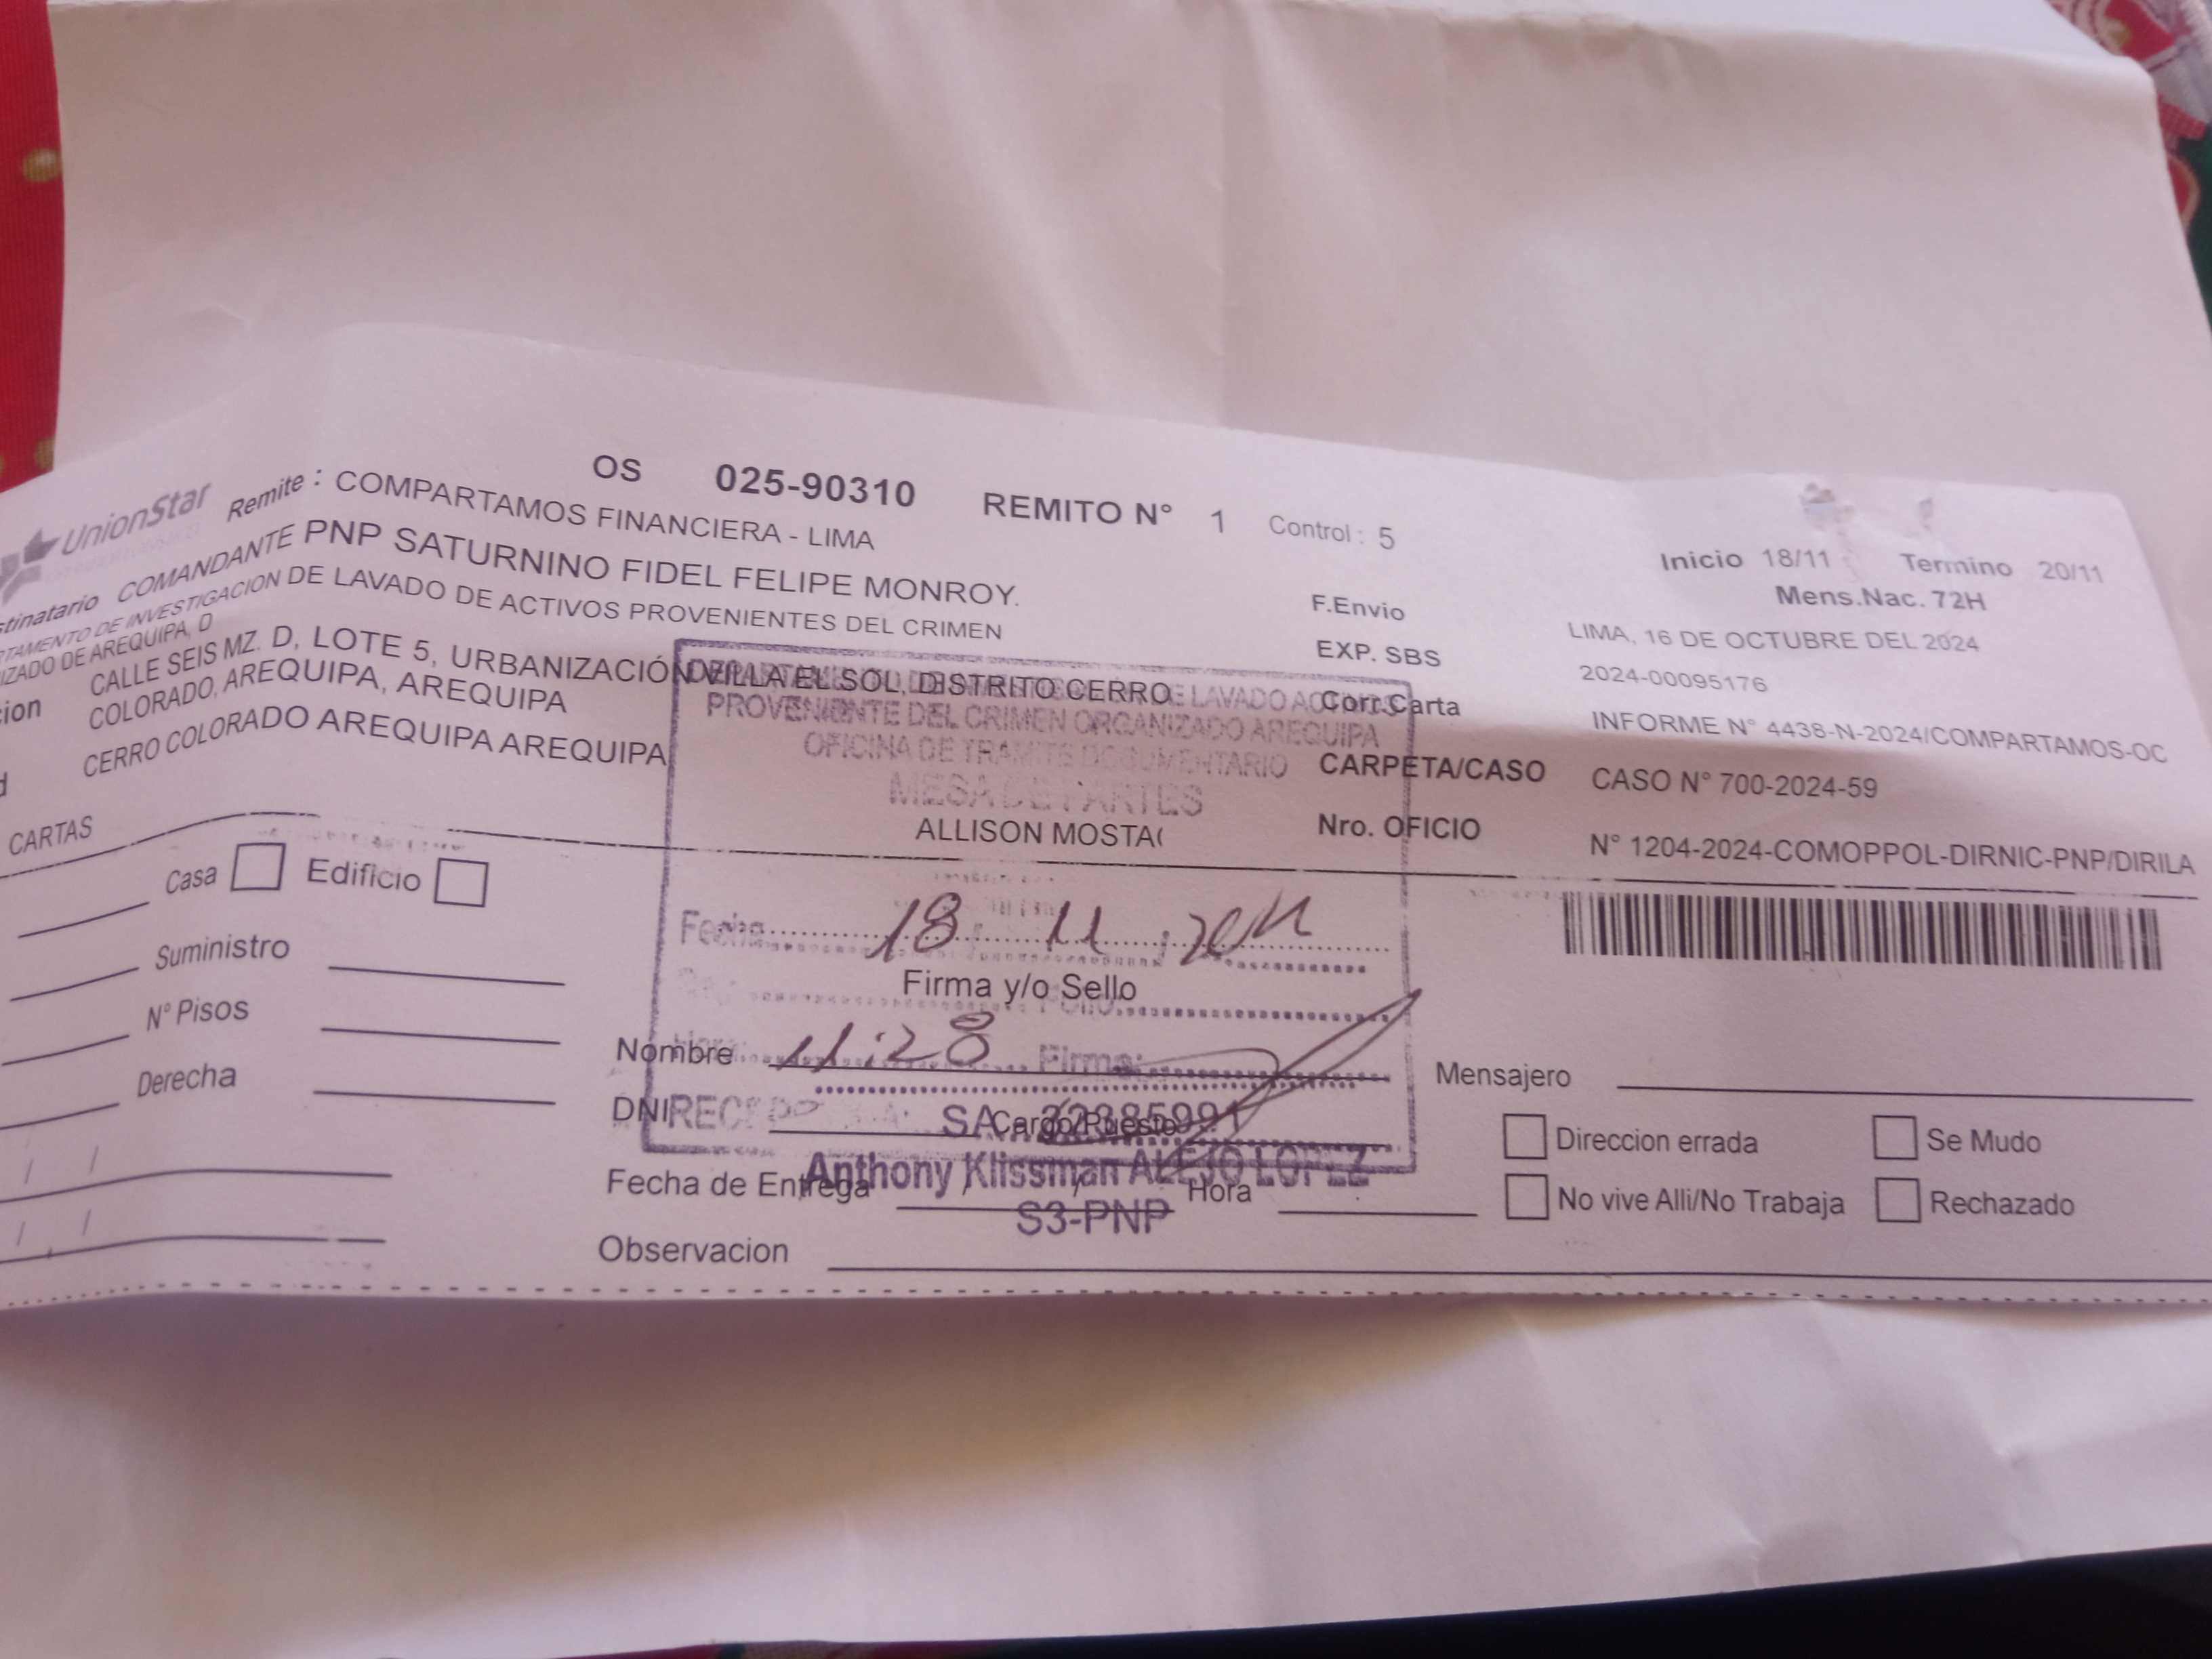 OS 025-90310 REMITO N° 1 Control : 5
UnionStar
Remite : COMPARTAMOS FINANCIERA - LIMA
Inicio 18/11 Termino 20/11
Mens.Nac. 72H
stinatario COMANDANTE PNP SATURNINO FIDEL FELIPE MONROY.
TAMENTO DE INVESTIGACION DE LAVADO DE ACTIVOS PROVENIENTES DEL CRIMEN
IZADO DE AREQUIPA, D
cion CALLE SEIS MZ. D, LOTE 5, URBANIZACIÓN VILLA EL SOL, DISTRITO CERRO
COLORADO, AREQUIPA, AREQUIPA
d CERRO COLORADO AREQUIPA AREQUIPA
F.Envio LIMA, 16 DE OCTUBRE DEL 2024
EXP. SBS 2024-00095176
Corr.Carta INFORME N° 4438-N-2024/COMPARTAMOS-OC
CARPETA/CASO CASO N° 700-2024-59
Nro. OFICIO N° 1204-2024-COMOPPOL-DIRNIC-PNP/DIRILA
LAVADO
PROVENIENTE DEL CRIMEN ORGANIZADO AREQUIPA
OFICINA DE TRAMITE DOCUMENTARIO
MESA DE PARTES
ALLISON MOSTA(
CARTAS
Casa Edificio
Suministro
N° Pisos
Derecha
/ /
/ /
Fecha 18 11
Firma y/o Sello
Nombre 11:28 Firma:
DNI
SA -
Cargo/Puesto
Anthony Klissman ALEJO LOPEZ
Fecha de Entrega / / Hora
S3-PNP
Observacion
Mensajero
Direccion errada Se Mudo
No vive Alli/No Trabaja Rechazado